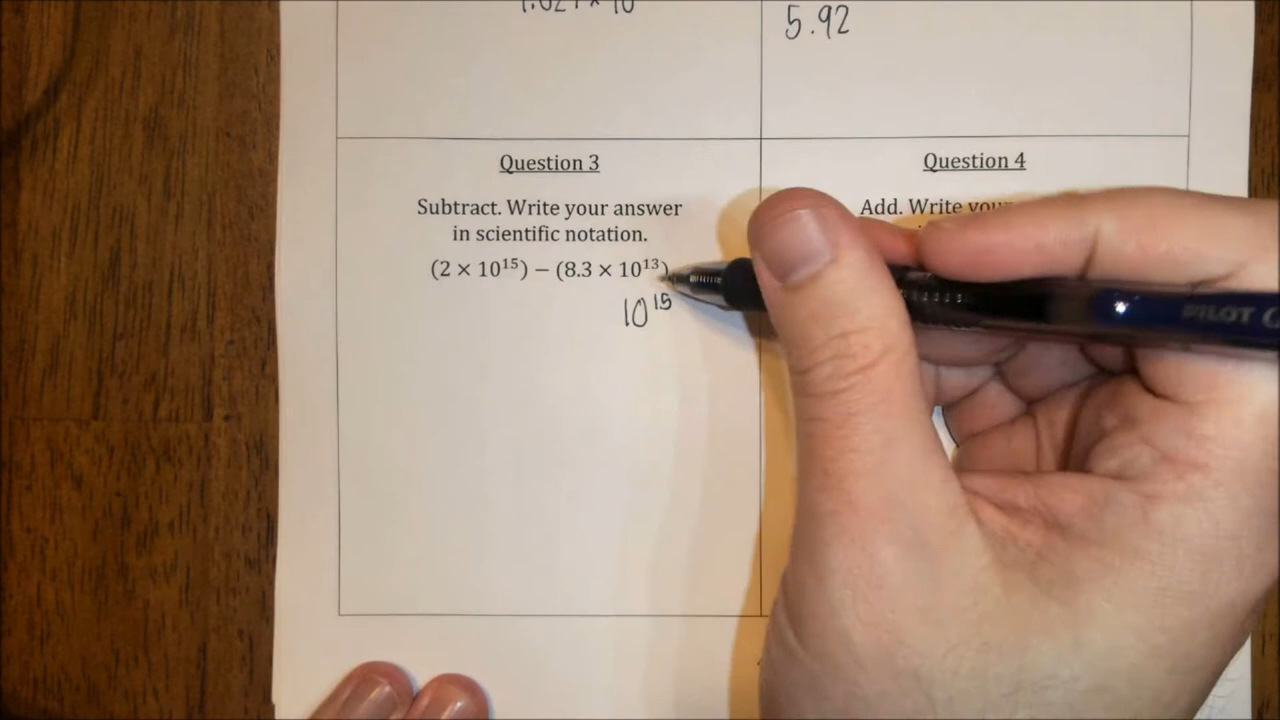 5.92
Question 3
Subtract. Write your answer
in scientific notation.
(2 × 10¹⁵) − (8.3 × 10¹³)
10¹⁵
Question 4
Add. Write your
PILOT G